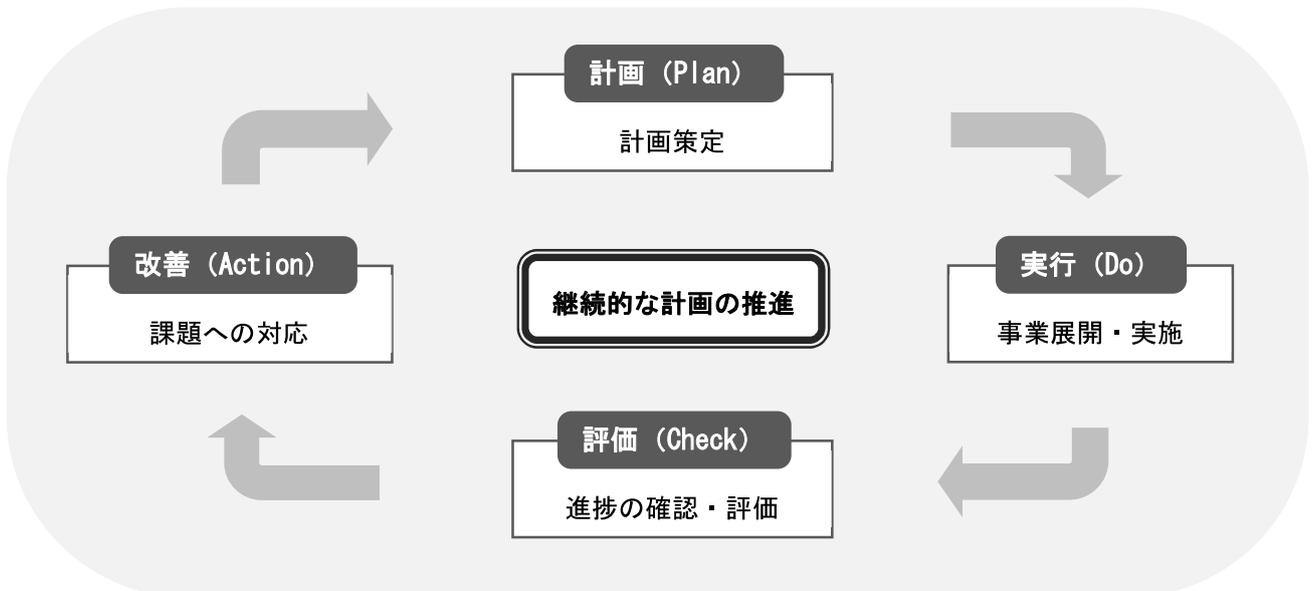 計画（Plan）
計画策定
改善（Action）
課題への対応
継続的な計画の推進
実行（Do）
事業展開・実施
評価（Check）
進捗の確認・評価